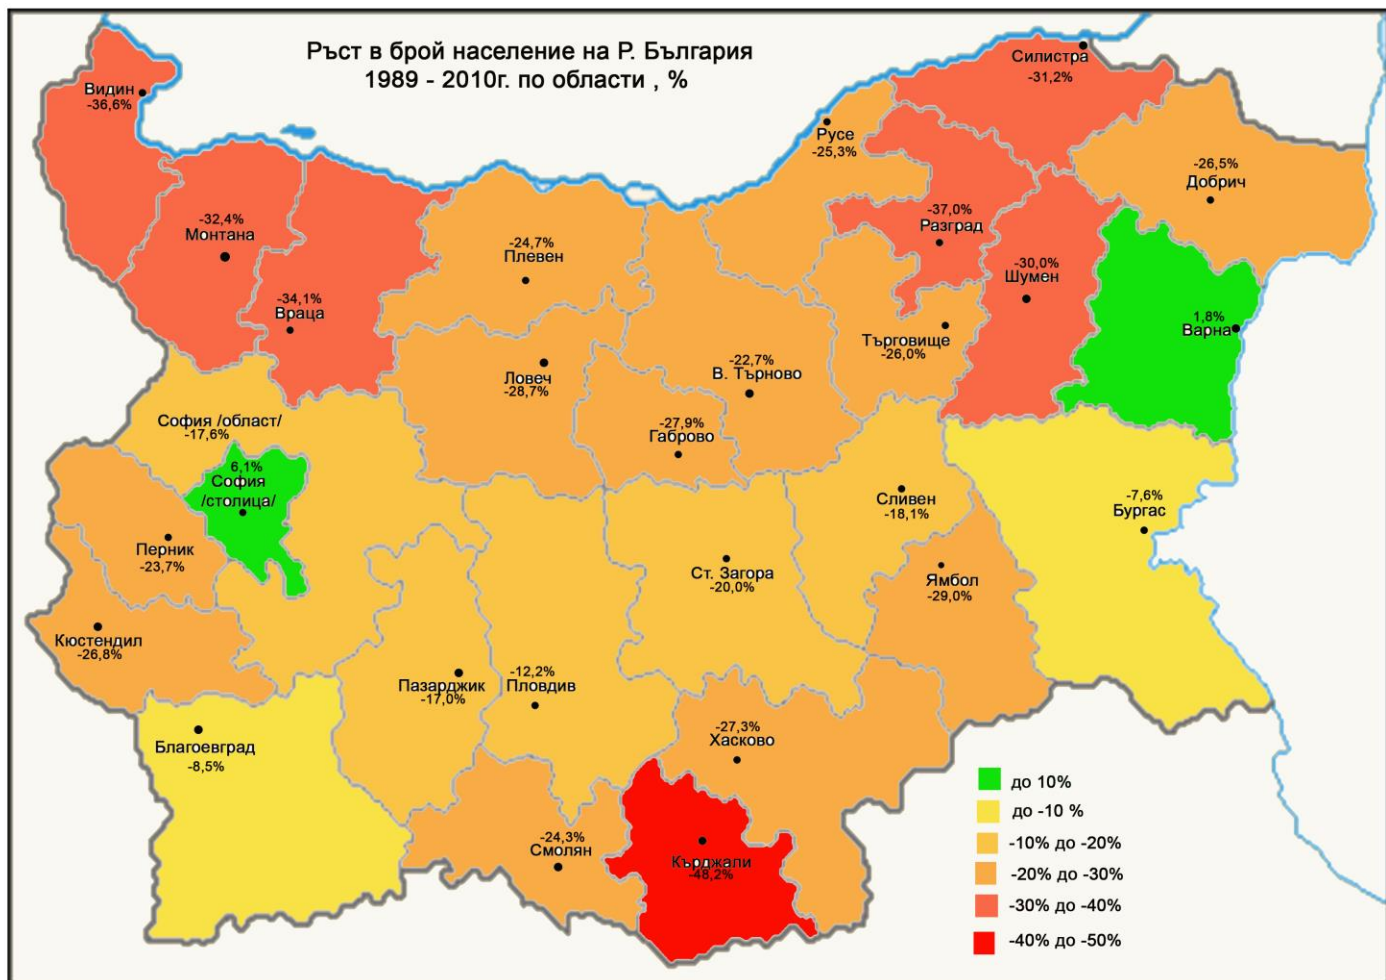 Ръст в брой население на Р. България
1989 - 2010г. по области , %
Видин
-36,6%
Силистра
-31,2%
Русе
-25,3%
-26,5%
Добрич
-32,4%
Монтана
-37,0%
Разград
-24,7%
Плевен
-30,0%
Шумен
-34,1%
Враца
1,8%
Варна
Търговище
-26,0%
-22,7%
В. Търново
Ловеч
-28,7%
-27,9%
Габрово
София /област/
-17,6%
6,1%
София
/столица/
Сливен
-18,1%
-7,6%
Бургас
Перник
-23,7%
Ст. Загора
-20,0%
Ямбол
-29,0%
Кюстендил
-26,8%
Пазарджик
-17,0%
-12,2%
Пловдив
-27,3%
Хасково
Благоевград
-8,5%
-24,3%
Смолян
Кърджали
-48,2%
до 10%
до -10 %
-10% до -20%
-20% до -30%
-30% до -40%
-40% до -50%